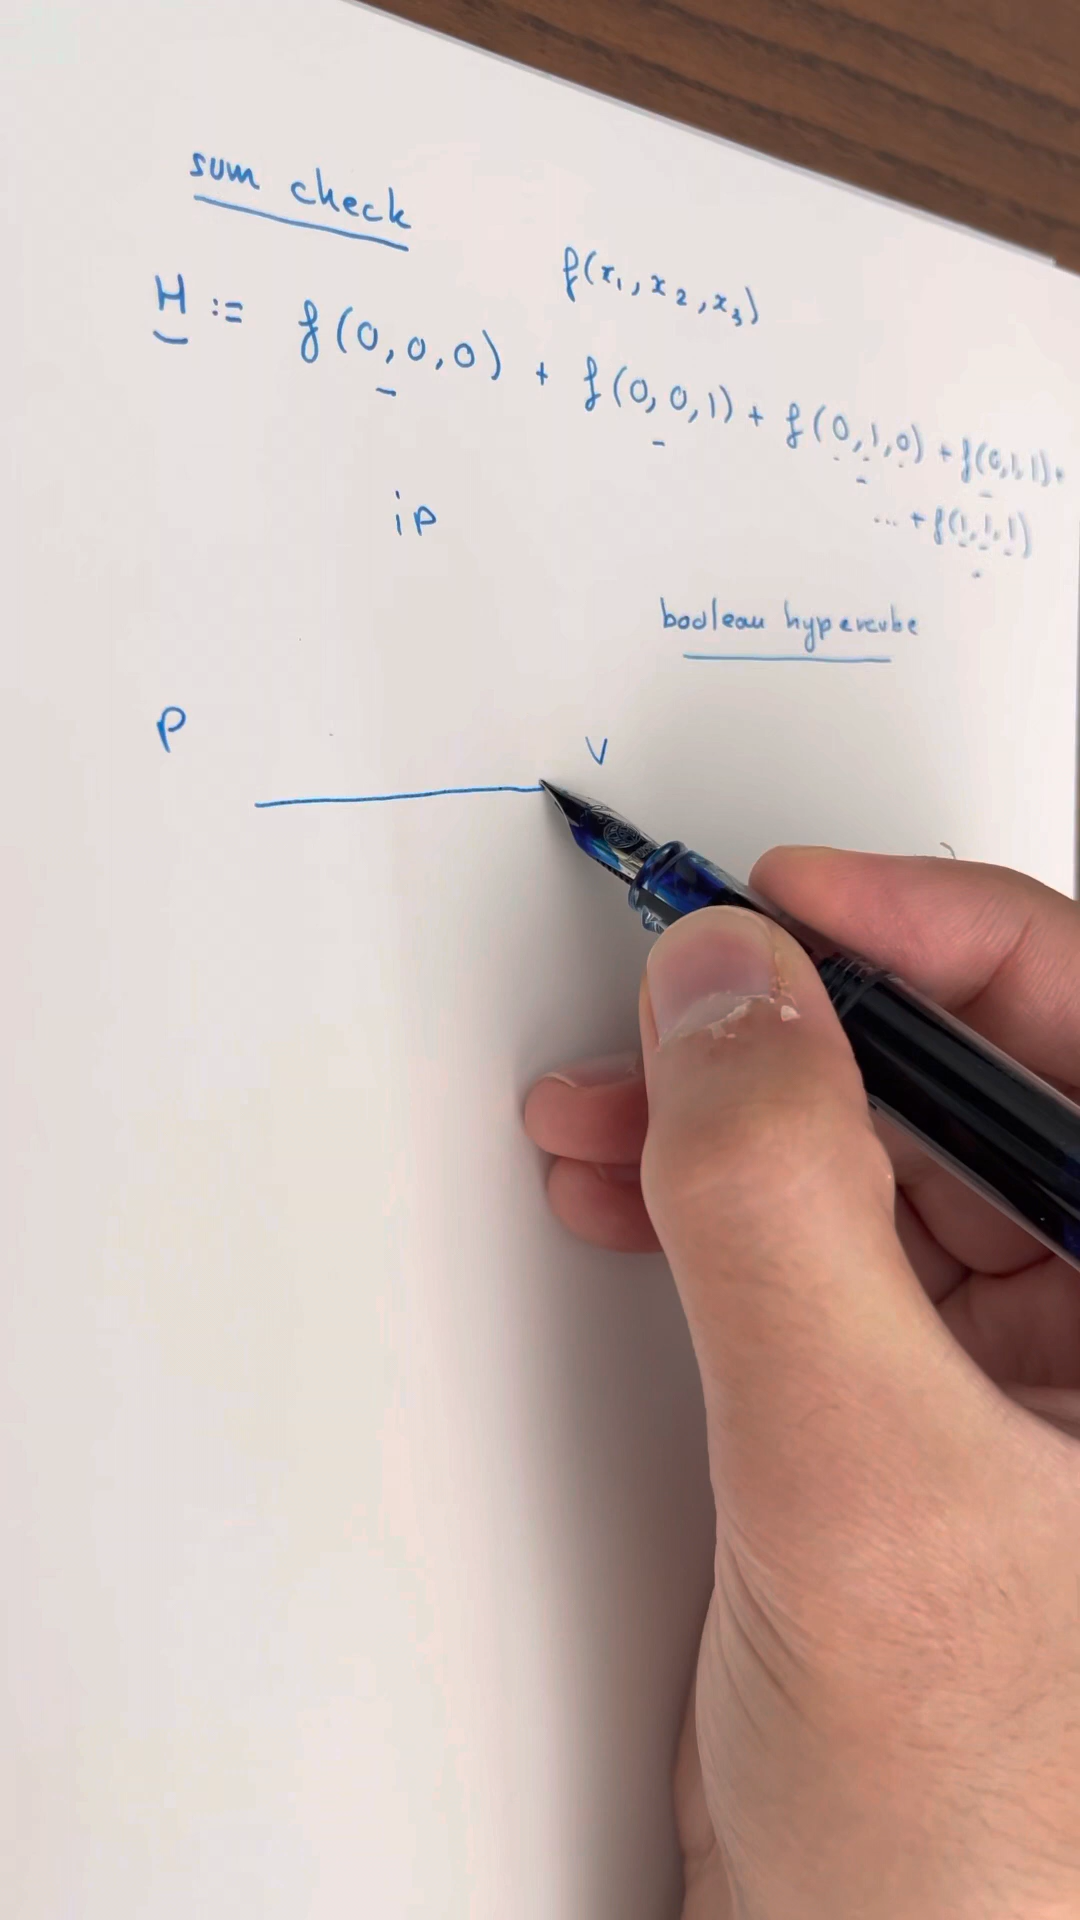 sum check
f(x₁, x₂, x₃)
H := f(0,0,0) + f(0,0,1) + f(0,1,0) + f(0,1,1) +
... + f(1,1,1)
ip
boolean hypercube
P
V